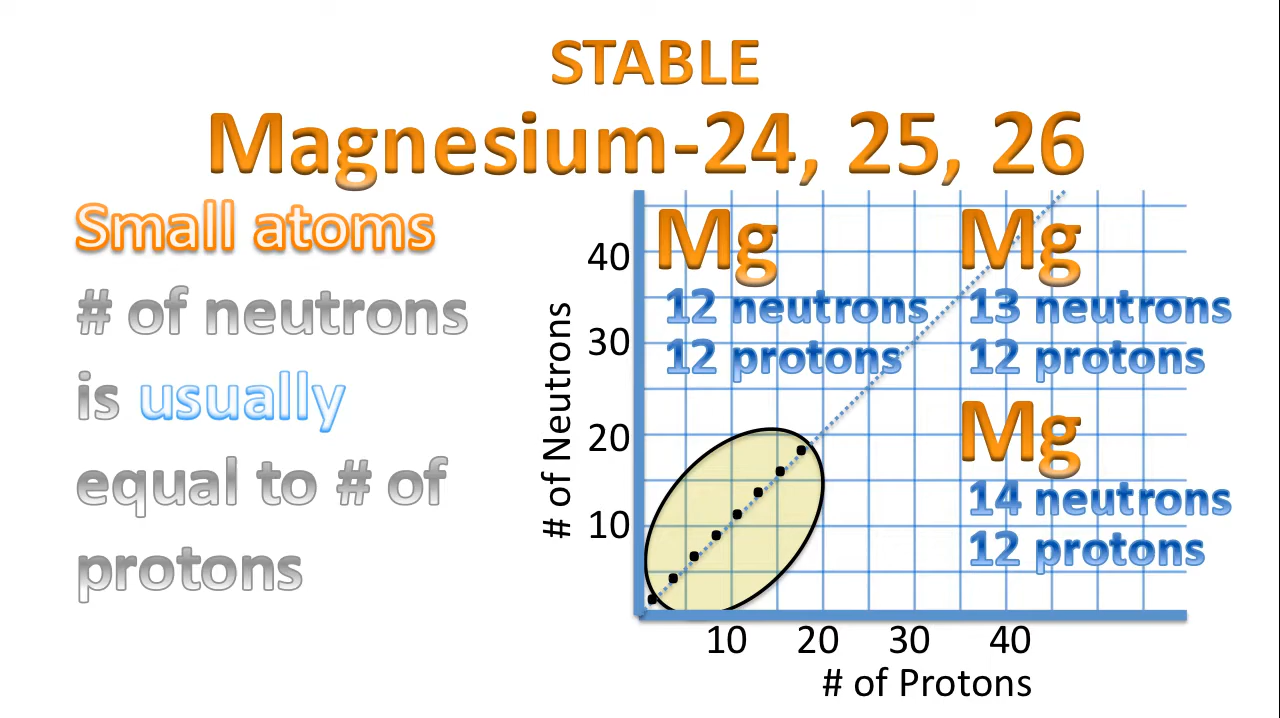 STABLE
Magnesium-24, 25, 26
Small atoms
# of neutrons
is usually
equal to # of
protons
Mg
12 neutrons
12 protons
Mg
13 neutrons
12 protons
Mg
14 neutrons
12 protons
# of Neutrons
40
30
20
10
10 20 30 40
# of Protons